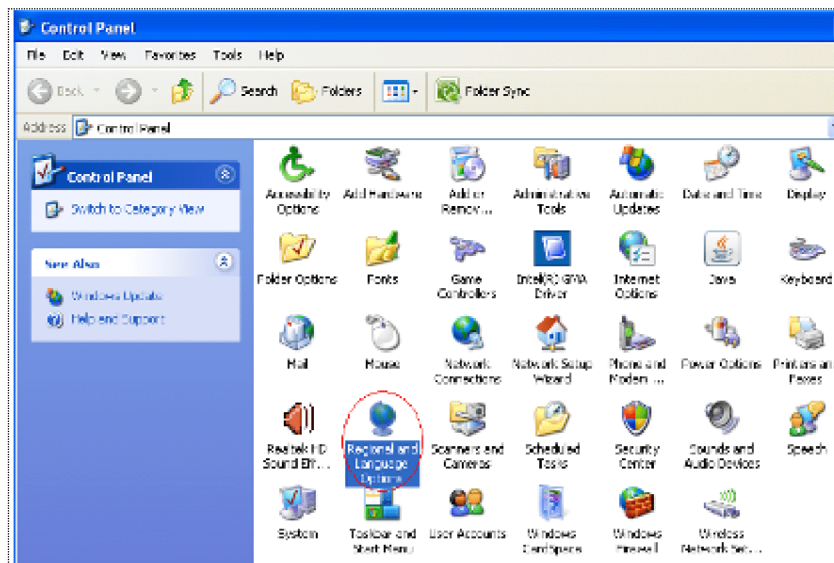 Control Panel
File Edit View Favorites Tools Help
Back Search Folders Folder Sync
Address Control Panel
Control Panel
Switch to Category View
See Also
Windows Update
Help and Support
Accessibility Options
Add Hardware
Add or Remov...
Administrative Tools
Automatic Updates
Date and Time
Display
Folder Options
Fonts
Game Controllers
Intel(R) GMA Driver
Internet Options
Java
Keyboard
Mail
Mouse
Network Connections
Network Setup Wizard
Phone and Modem ...
Power Options
Printers an
Faxes
Realtek HD Sound Eff...
Regional and Language Options
Scanners and Cameras
Scheduled Tasks
Security Center
Sounds and Audio Devices
Speech
System
Taskbar and Start Menu
User Accounts
Windows CardSpace
Windows Firewall
Wireless Network Set...